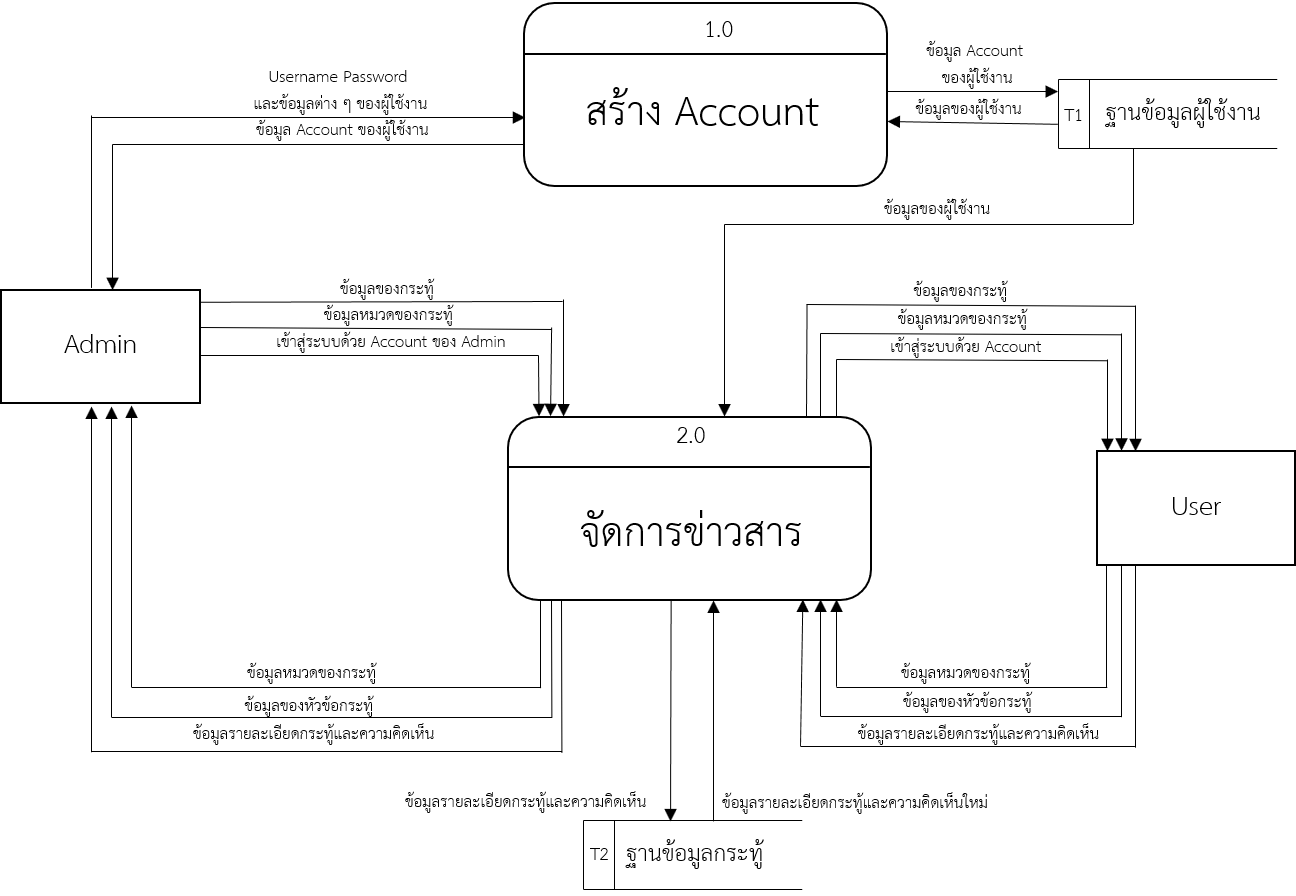 1.0
สร้าง Account
Username Password
และข้อมูลต่าง ๆ ของผู้ใช้งาน
ข้อมูล Account ของผู้ใช้งาน
ข้อมูล Account
ของผู้ใช้งาน
ข้อมูลของผู้ใช้งาน
T1
ฐานข้อมูลผู้ใช้งาน
ข้อมูลของผู้ใช้งาน
Admin
ข้อมูลของกระทู้
ข้อมูลหมวดของกระทู้
เข้าสู่ระบบด้วย Account ของ Admin
ข้อมูลของกระทู้
ข้อมูลหมวดของกระทู้
เข้าสู่ระบบด้วย Account
2.0
จัดการข่าวสาร
User
ข้อมูลหมวดของกระทู้
ข้อมูลของหัวข้อกระทู้
ข้อมูลรายละเอียดกระทู้และความคิดเห็น
ข้อมูลหมวดของกระทู้
ข้อมูลของหัวข้อกระทู้
ข้อมูลรายละเอียดกระทู้และความคิดเห็น
ข้อมูลรายละเอียดกระทู้และความคิดเห็น
ข้อมูลรายละเอียดกระทู้และความคิดเห็นใหม่
T2
ฐานข้อมูลกระทู้